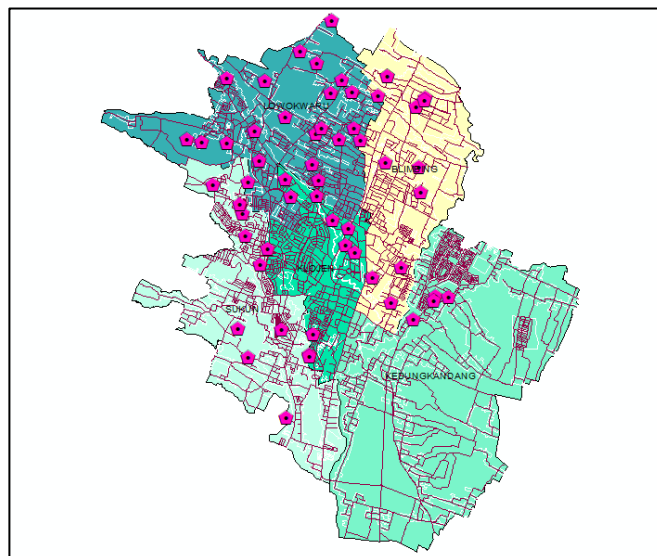 LOWOKWARU
BLIMBING
KLOJEN
SUKUN
KEDUNGKANDANG